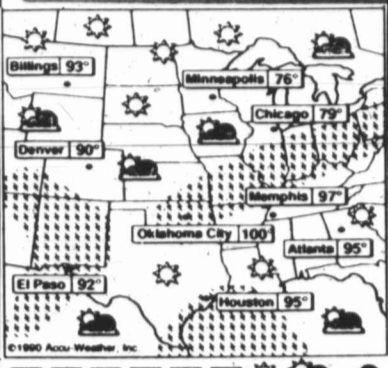 Billings 93°
Minneapolis 76°
Chicago 79°
Denver 90°
Memphis 97°
Oklahoma City 100°
Atlanta 95°
El Paso 92°
Houston 95°
©1990 Accu-Weather, Inc.